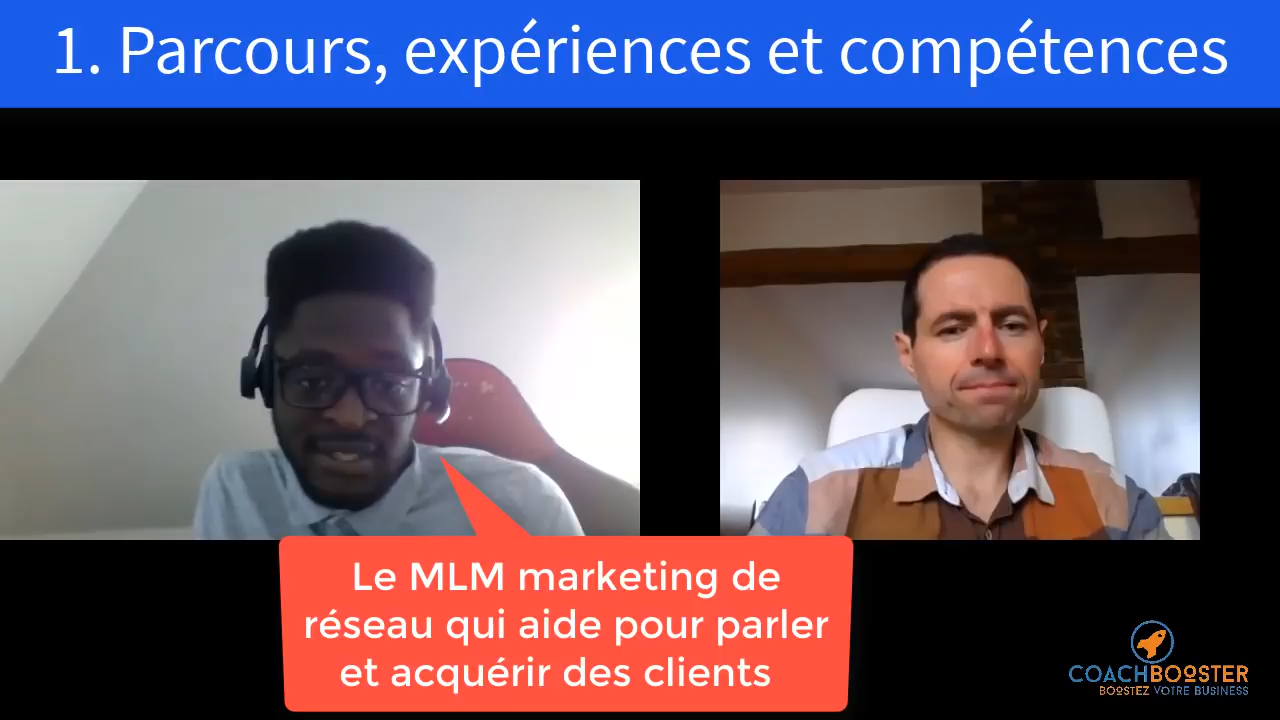 1. Parcours, expériences et compétences
Le MLM marketing de
réseau qui aide pour parler
et acquérir des clients
COACHBOOSTER
BOOSTEZ VOTRE BUSINESS